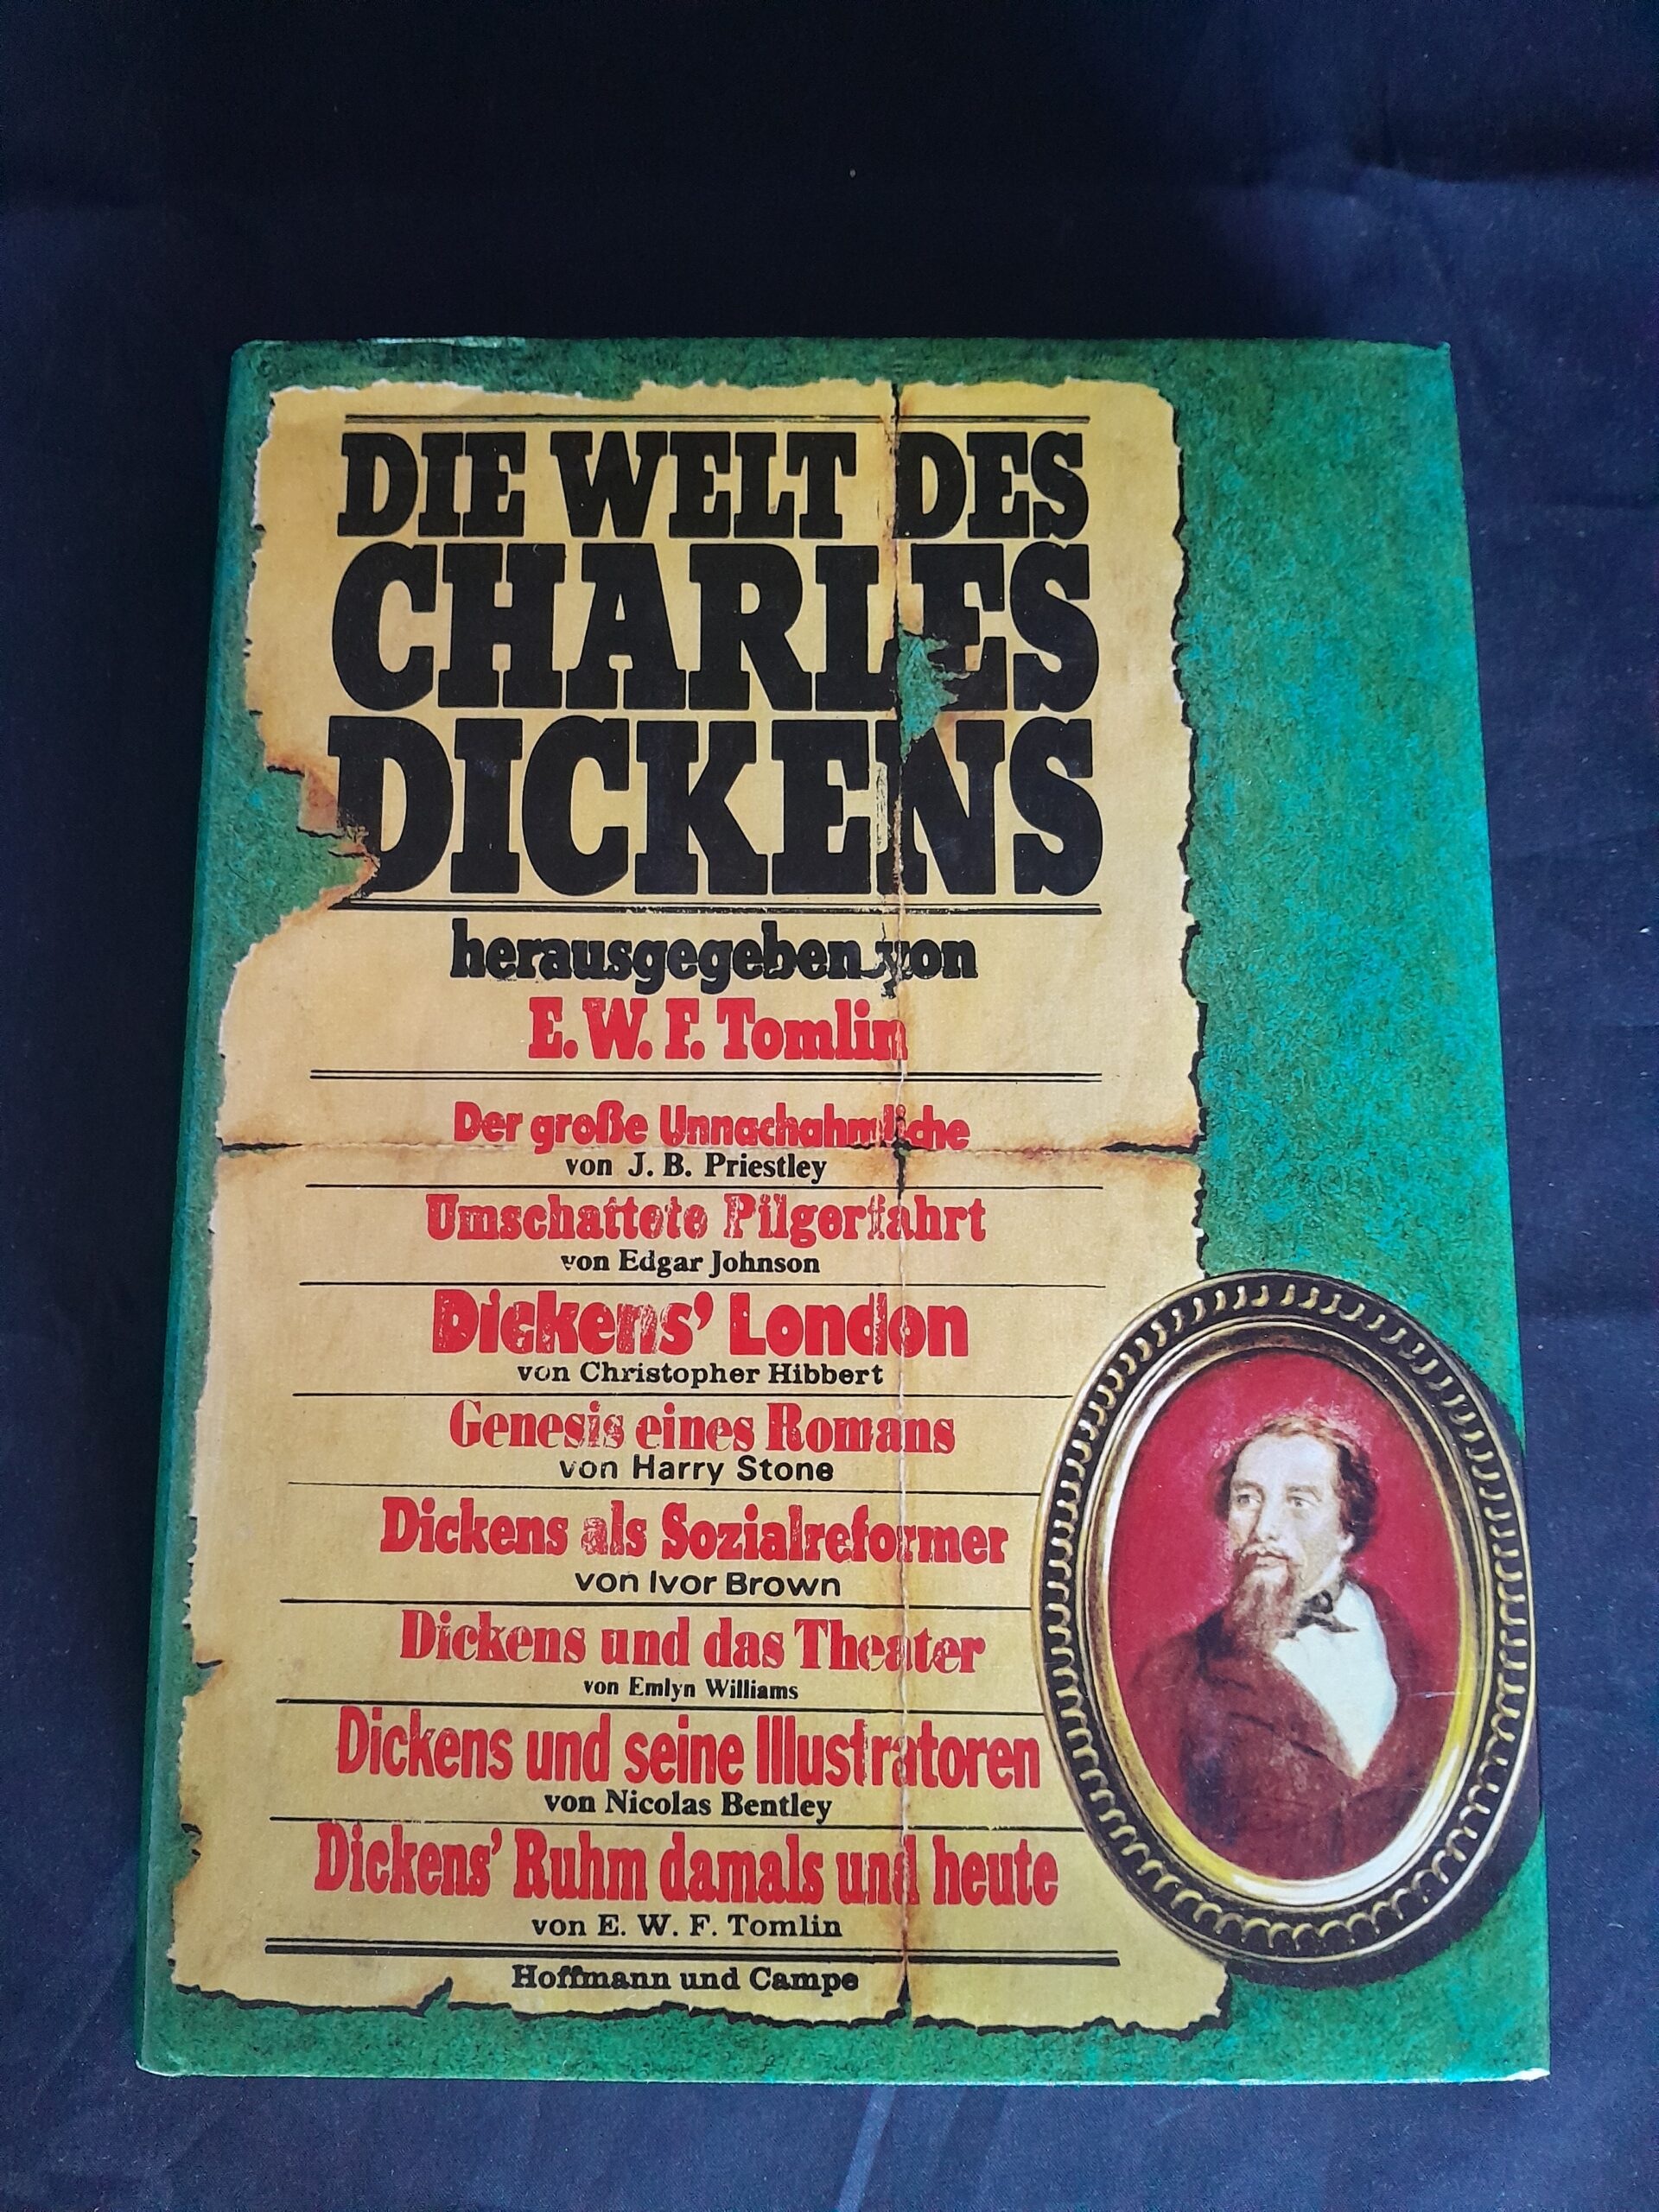 DIE WELT DES
CHARLES
DICKENS
herausgegeben von
E. W. F. Tomlin
Der große Unnachahmliche
von J. B. Priestley
Umschattete Pilgerfahrt
von Edgar Johnson
Dickens' London
von Christopher Hibbert
Genesis eines Romans
von Harry Stone
Dickens als Sozialreformer
von Ivor Brown
Dickens und das Theater
von Emlyn Williams
Dickens und seine Illustratoren
von Nicolas Bentley
Dickens' Ruhm damals und heute
von E. W. F. Tomlin
Hoffmann und Campe